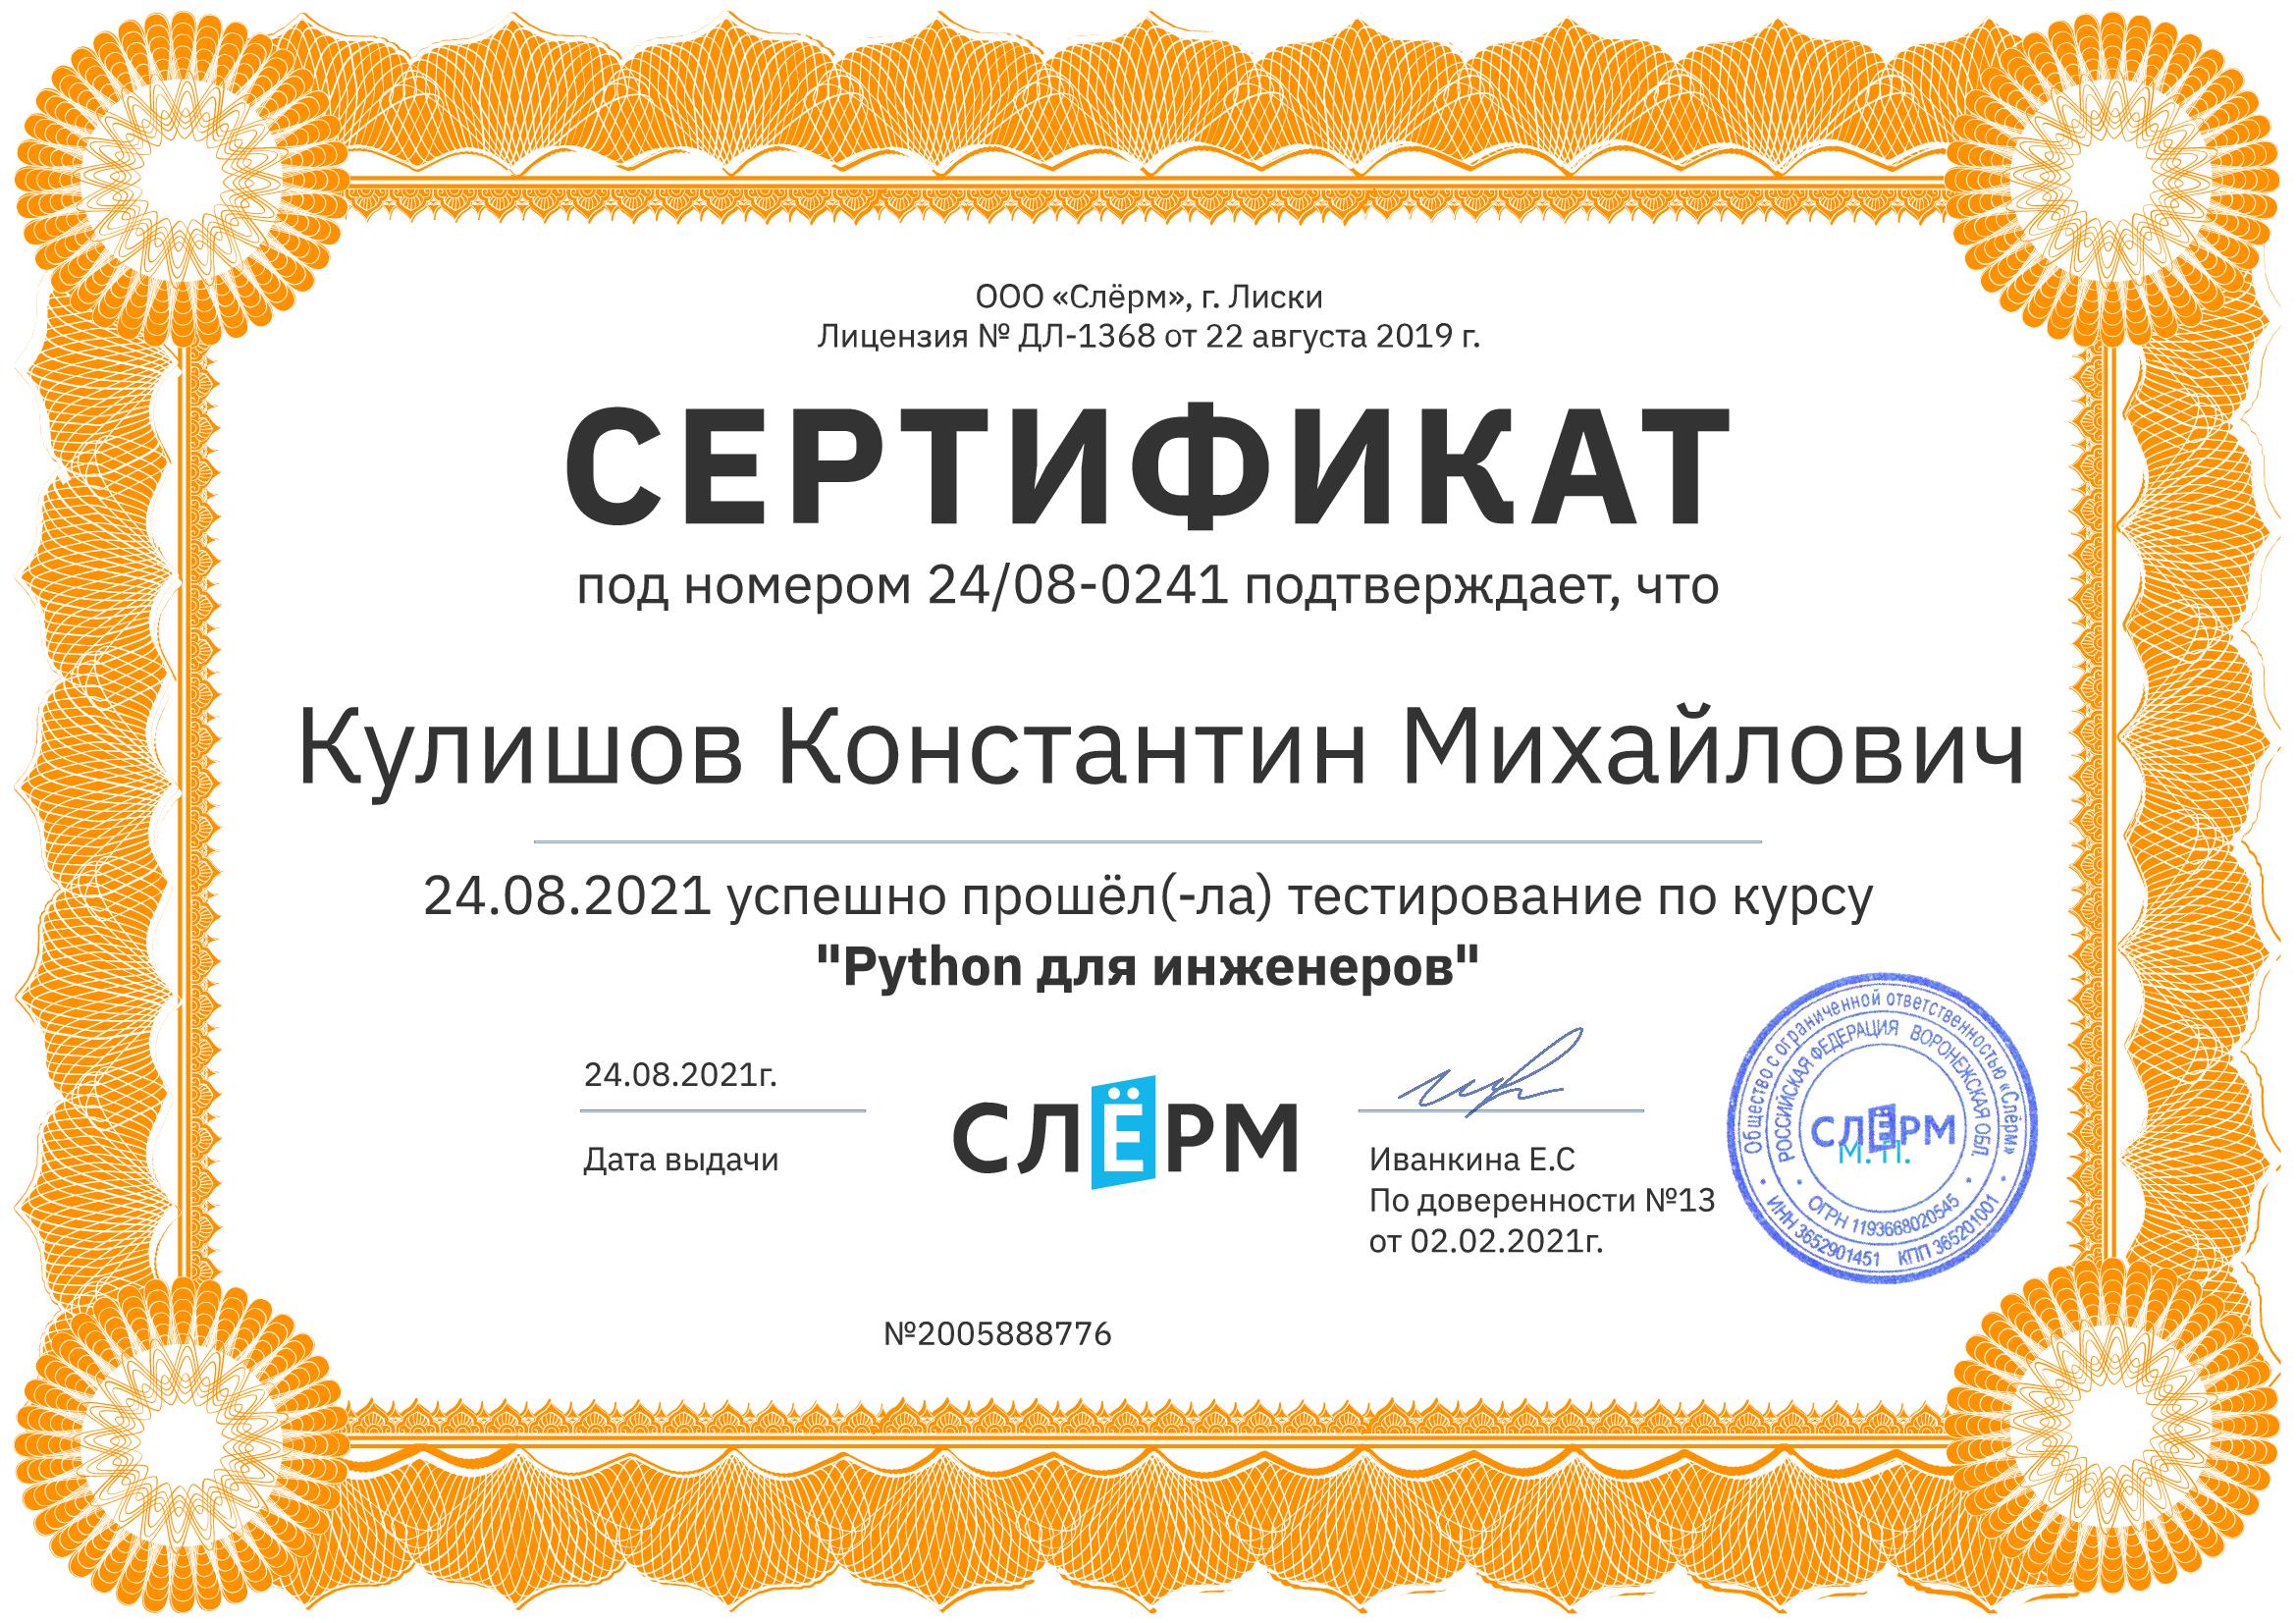 ООО «Слёрм», г. Лиски
Лицензия № ДЛ-1368 от 22 августа 2019 г.
СЕРТИФИКАТ
под номером 24/08-0241 подтверждает, что
Кулишов Константин Михайлович
24.08.2021 успешно прошёл(-ла) тестирование по курсу
"Python для инженеров"
24.08.2021г.
Дата выдачи
СЛЁРМ
Иванкина Е.С
По доверенности №13
от 02.02.2021г.
Общество с ограниченной ответственностью «Слёрм»
РОССИЙСКАЯ ФЕДЕРАЦИЯ ВОРОНЕЖСКАЯ ОБЛ.
СЛЁРМ
М.П.
ОГРН 1193668020545
ИНН 3652901451 КПП 365201001
№2005888776